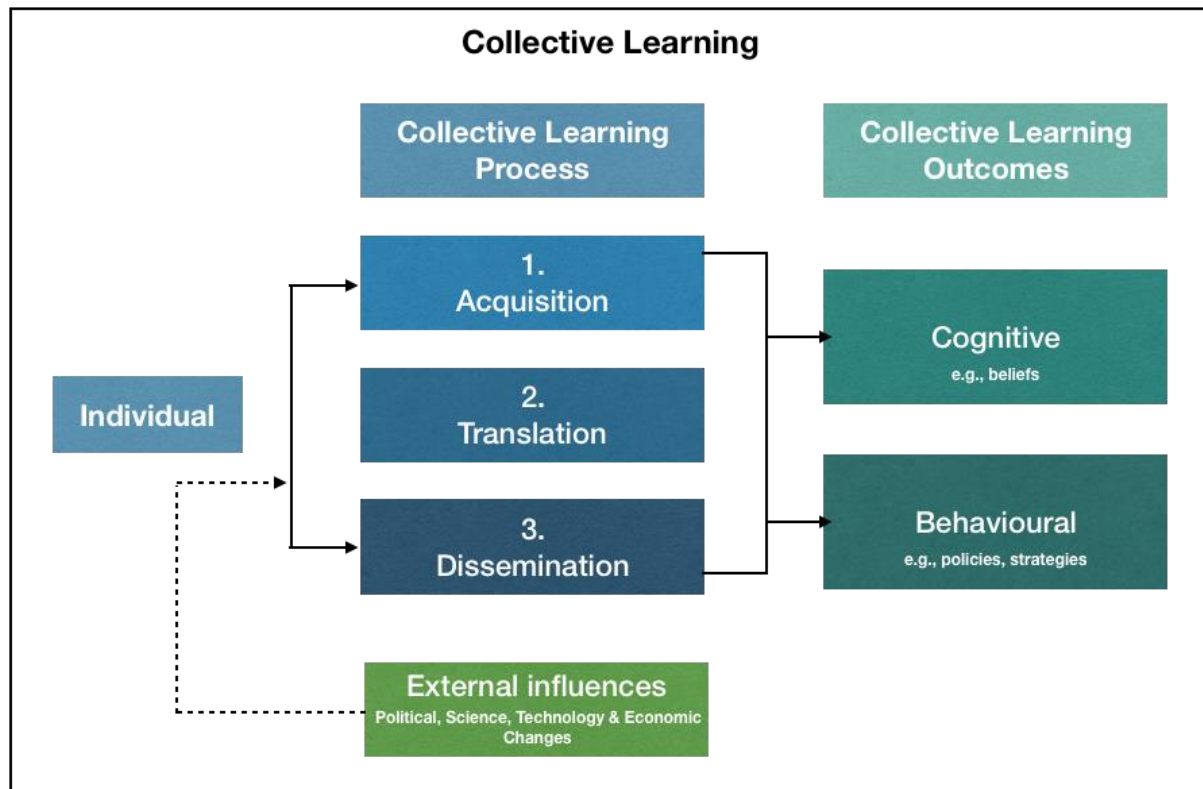 Collective Learning
Collective Learning
Process
Collective Learning
Outcomes
1.
Acquisition
2.
Translation
3.
Dissemination
Individual
Cognitive
e.g., beliefs
Behavioural
e.g., policies, strategies
External influences
Political, Science, Technology & Economic
Changes